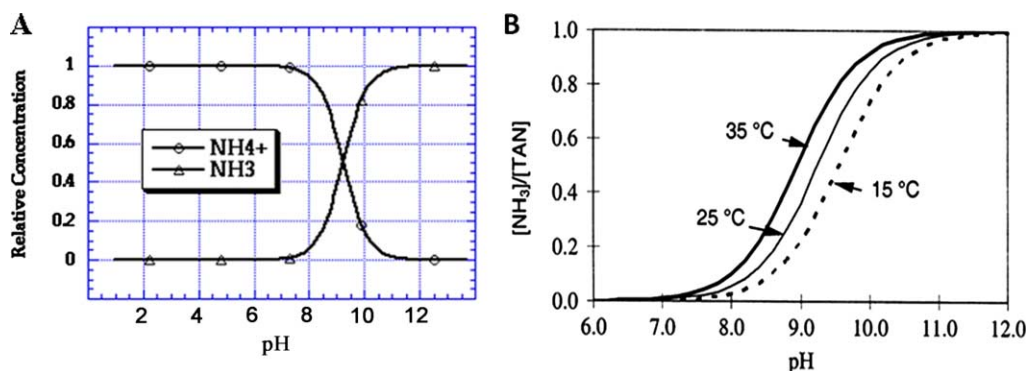 A
Relative Concentration
1
0.8
0.6
0.4
0.2
0
NH4+
NH3
2 4 6 8 10 12
pH
B
[NH₃]/[TAN]
1.0
0.8
0.6
0.4
0.2
0.0
35 °C
25 °C
15 °C
6.0 7.0 8.0 9.0 10.0 11.0 12.0
pH